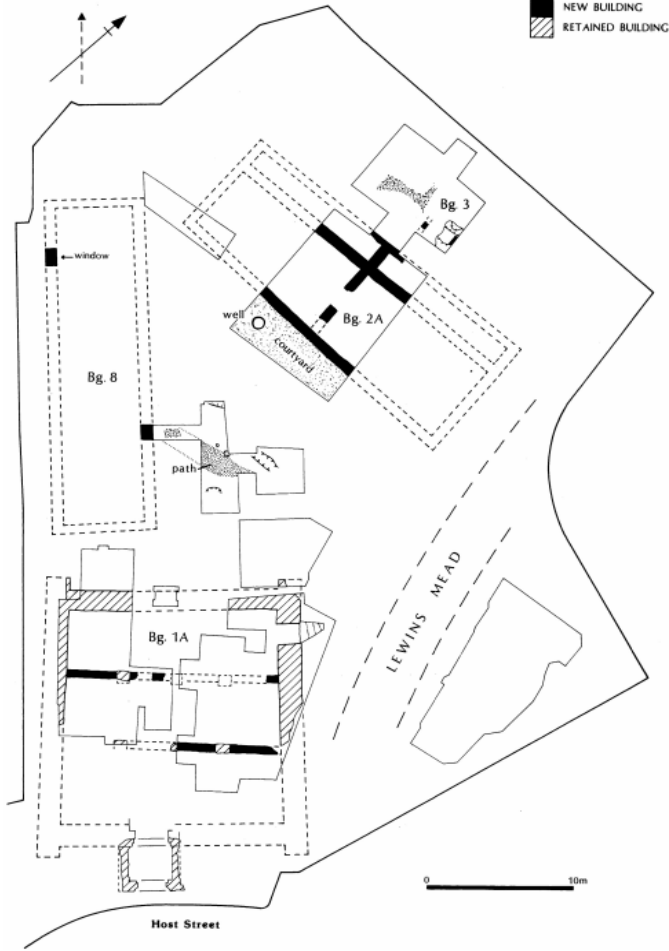 NEW BUILDING
RETAINED BUILDING
Bg. 3
window
well
Bg. 2A
courtyard
Bg. 8
path
LEWINS MEAD
Bg. 1A
0 10m
Host Street